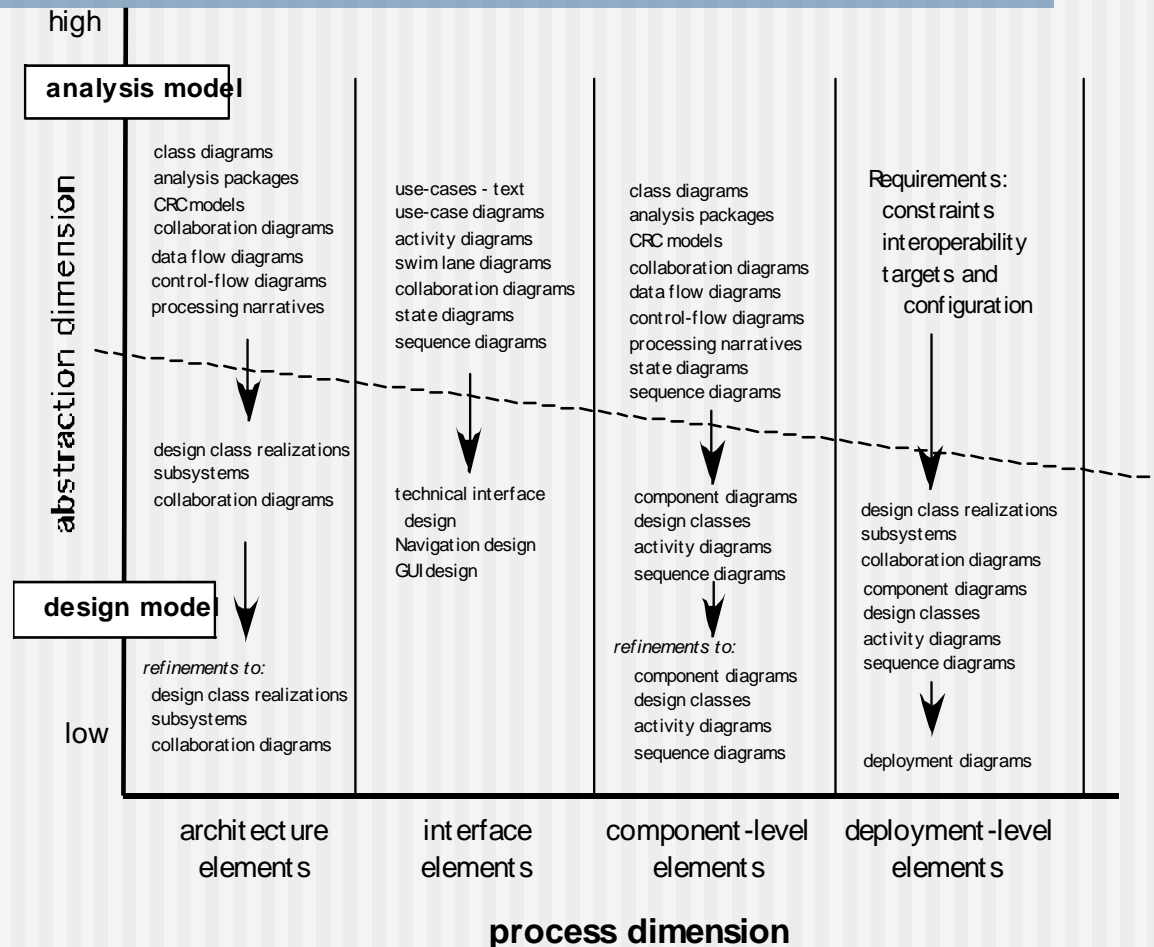 high
analysis model
abstraction dimension
design model
low
class diagrams
analysis packages
CRC models
collaboration diagrams
data flow diagrams
control-flow diagrams
processing narratives
design class realizations
subsystems
collaboration diagrams
refinements to:
design class realizations
subsystems
collaboration diagrams
use-cases - text
use-case diagrams
activity diagrams
swim lane diagrams
collaboration diagrams
state diagrams
sequence diagrams
technical interface
design
Navigation design
GUI design
class diagrams
analysis packages
CRC models
collaboration diagrams
data flow diagrams
control-flow diagrams
processing narratives
state diagrams
sequence diagrams
component diagrams
design classes
activity diagrams
sequence diagrams
refinements to:
component diagrams
design classes
activity diagrams
sequence diagrams
Requirements:
constraints
interoperability
targets and
configuration
design class realizations
subsystems
collaboration diagrams
component diagrams
design classes
activity diagrams
sequence diagrams
deployment diagrams
architecture
elements
interface
elements
component-level
elements
deployment-level
elements
process dimension